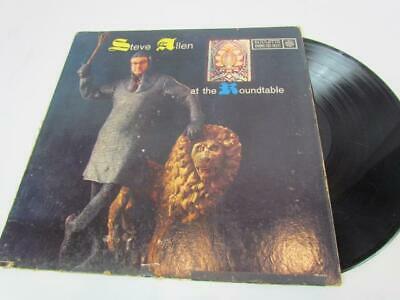 Steve Allen
at the Roundtable